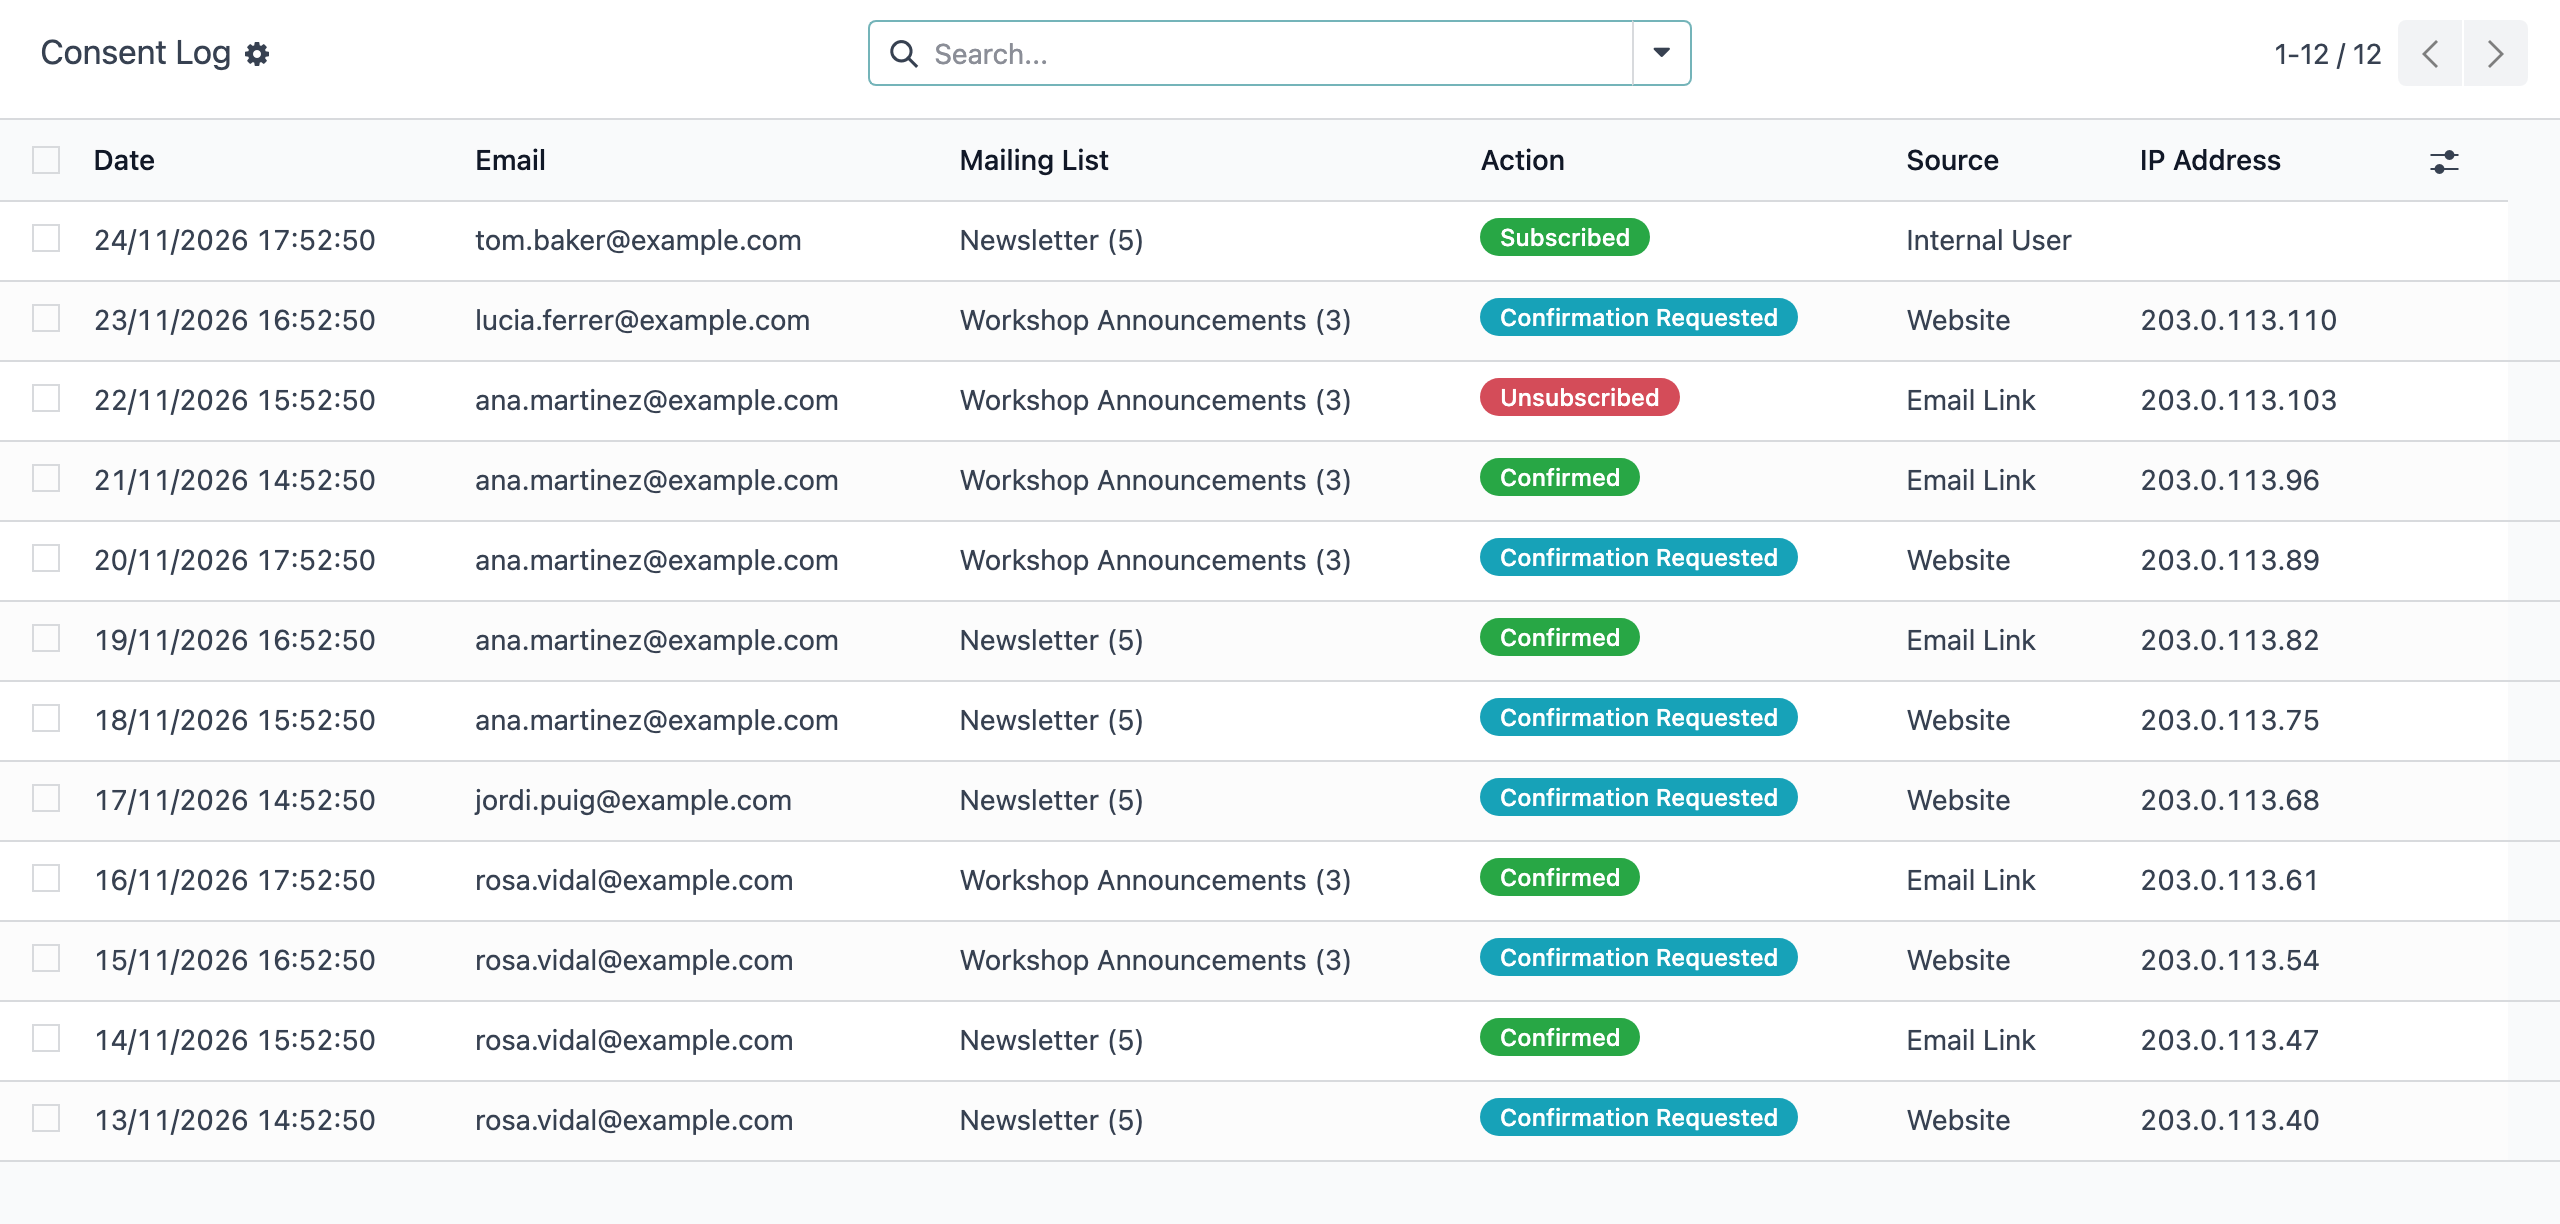 Consent Log
Search...
1-12 / 12
Date Email Mailing List Action Source IP Address
24/11/2026 17:52:50 tom.baker@example.com Newsletter (5) Subscribed Internal User
23/11/2026 16:52:50 lucia.ferrer@example.com Workshop Announcements (3) Confirmation Requested Website 203.0.113.110
22/11/2026 15:52:50 ana.martinez@example.com Workshop Announcements (3) Unsubscribed Email Link 203.0.113.103
21/11/2026 14:52:50 ana.martinez@example.com Workshop Announcements (3) Confirmed Email Link 203.0.113.96
20/11/2026 17:52:50 ana.martinez@example.com Workshop Announcements (3) Confirmation Requested Website 203.0.113.89
19/11/2026 16:52:50 ana.martinez@example.com Newsletter (5) Confirmed Email Link 203.0.113.82
18/11/2026 15:52:50 ana.martinez@example.com Newsletter (5) Confirmation Requested Website 203.0.113.75
17/11/2026 14:52:50 jordi.puig@example.com Newsletter (5) Confirmation Requested Website 203.0.113.68
16/11/2026 17:52:50 rosa.vidal@example.com Workshop Announcements (3) Confirmed Email Link 203.0.113.61
15/11/2026 16:52:50 rosa.vidal@example.com Workshop Announcements (3) Confirmation Requested Website 203.0.113.54
14/11/2026 15:52:50 rosa.vidal@example.com Newsletter (5) Confirmed Email Link 203.0.113.47
13/11/2026 14:52:50 rosa.vidal@example.com Newsletter (5) Confirmation Requested Website 203.0.113.40